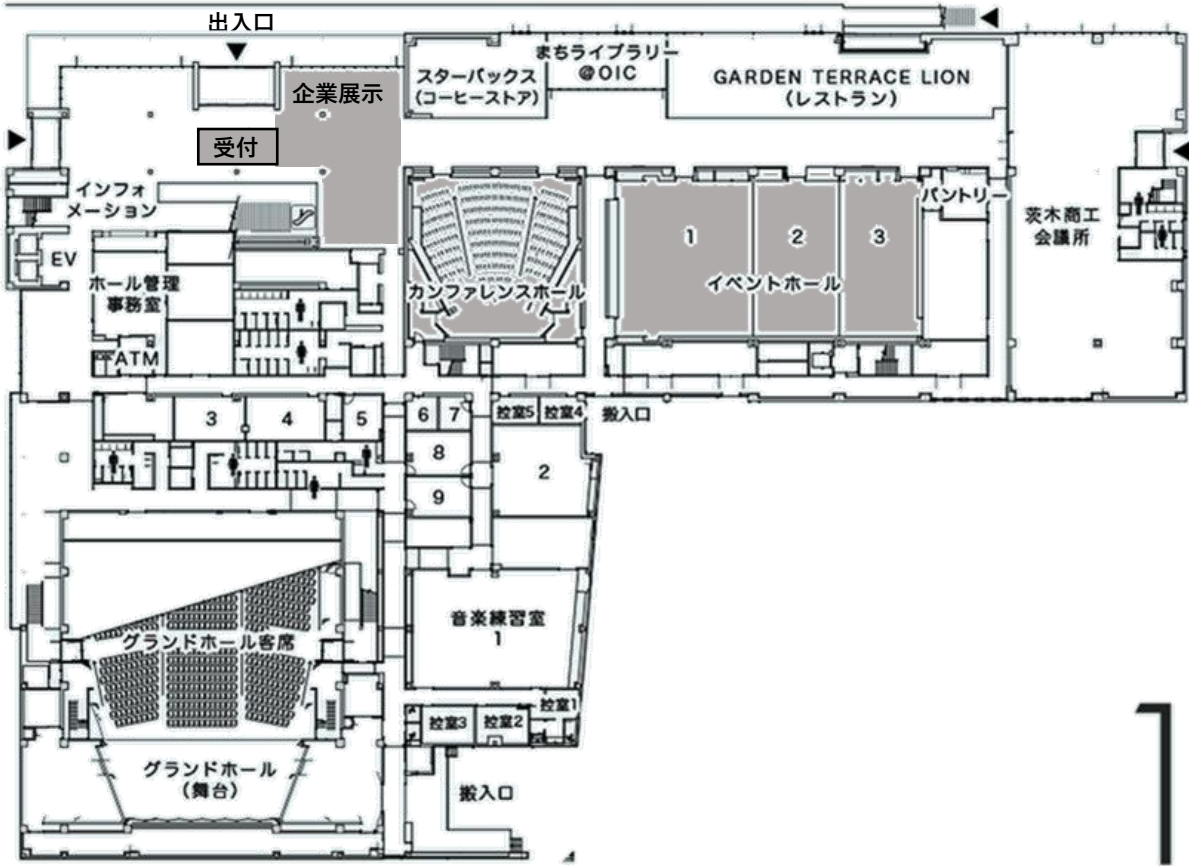 出入口
企業展示
受付
スターバックス
(コーヒーストア)
まちライブラリー
@OIC
GARDEN TERRACE LION
(レストラン)
インフォ
メーション
EV
ホール管理
事務室
ATM
カンファレンスホール
1
2
3
イベントホール
パントリー
茨木商工
会議所
3
4
5
6
7
控室5
控室4
搬入口
8
9
2
音楽練習室
1
グランドホール客席
控室3
控室2
控室1
グランドホール
(舞台)
搬入口
1